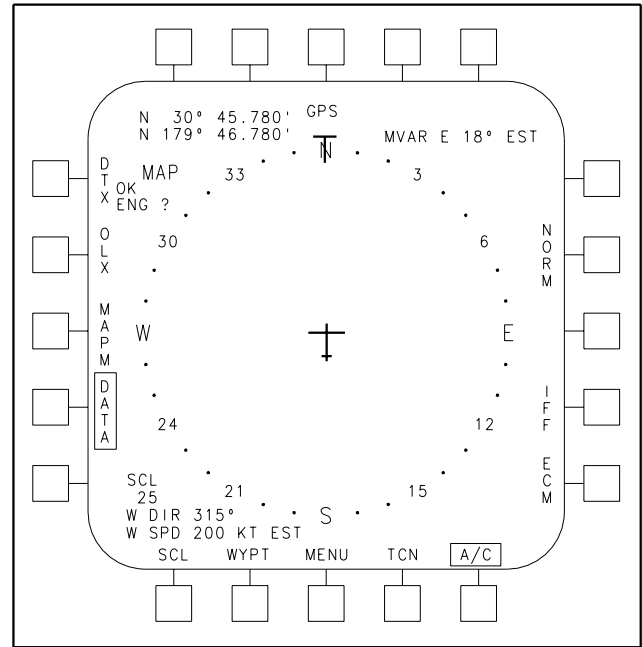 GPS
N 30° 45.780'
N 179° 46.780'
MVAR E 18° EST
N
DTX
MAP
OK
ENG ?
33
3
OLX
30
6
NORM
MAPM
W
E
DATA
24
12
IFF
SCL
25
21
15
ECM
W DIR 315°
S
W SPD 200 KT EST
SCL WYPT MENU TCN A/C